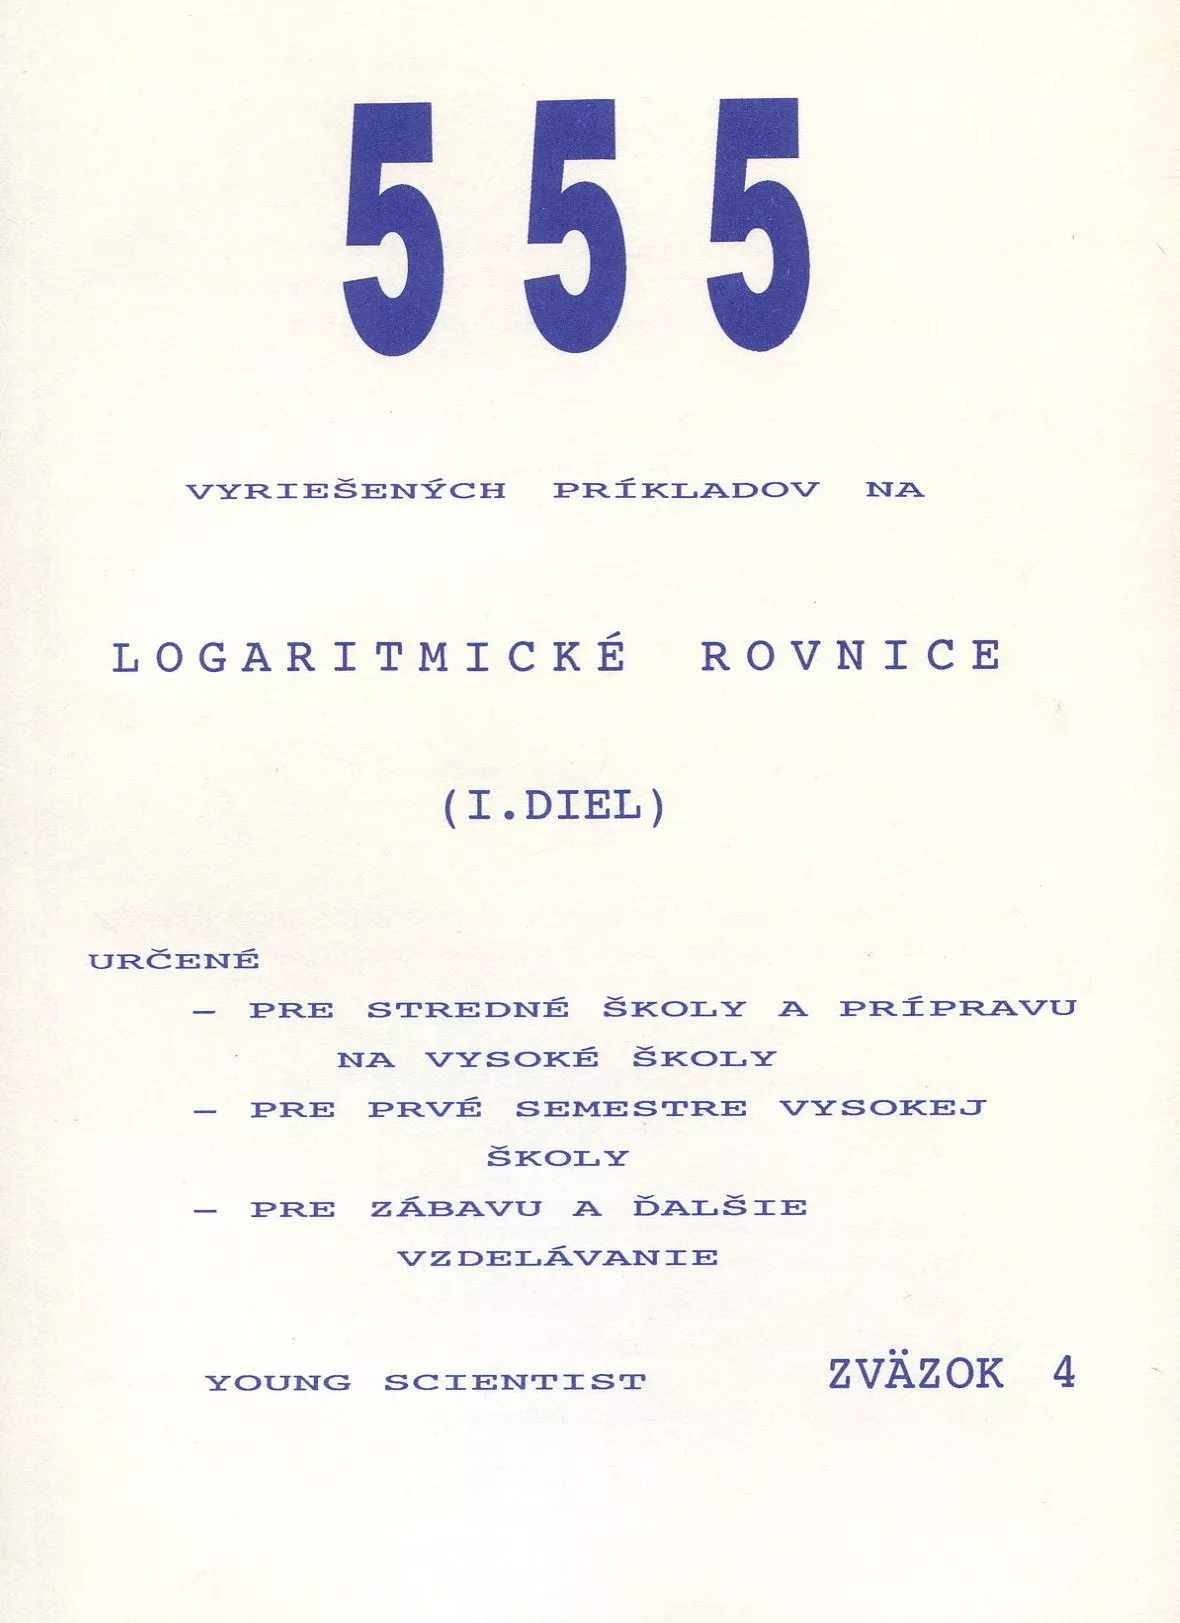 555
VYRIEŠENÝCH PRÍKLADOV NA
LOGARITMICKÉ ROVNICE
(I.DIEL)
URČENÉ
– PRE STREDNÉ ŠKOLY A PRÍPRAVU
NA VYSOKÉ ŠKOLY
– PRE PRVÉ SEMESTRE VYSOKEJ
ŠKOLY
– PRE ZÁBAVU A ĎALŠIE
VZDELÁVANIE
YOUNG SCIENTIST ZVÄZOK 4